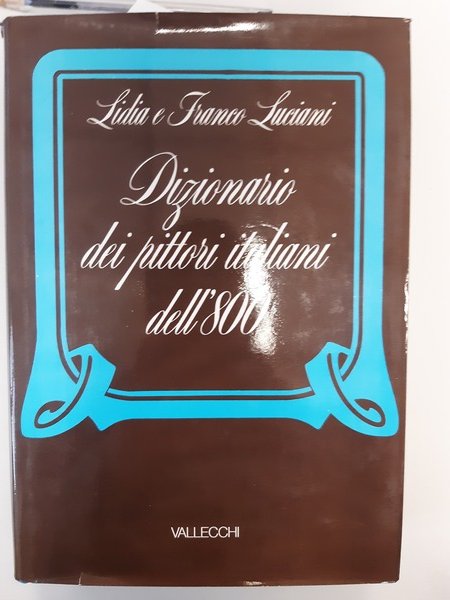 Lidia e Franco Luciani
Dizionario
dei pittori italiani
dell'800
VALLECCHI